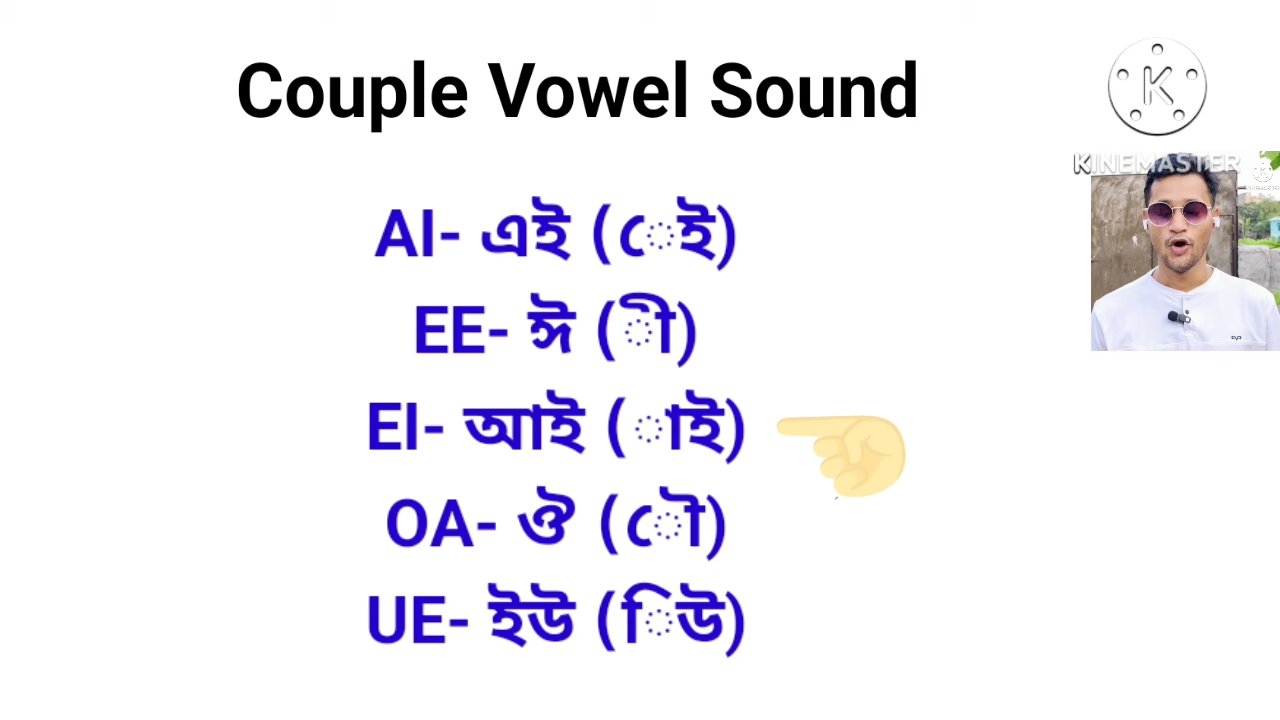 Couple Vowel Sound
KINEMASTER
AI- এই (েই)
EE- ঈ (ী)
EI- আই (াই)
OA- ঔ (ৌ)
UE- ইউ (িউ)